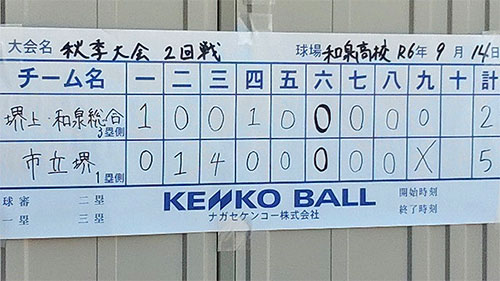 大会名 秋季大会 2回戦 球場 和泉高校 R6年 9月 14日
チーム名 一 二 三 四 五 六 七 八 九 十 計
堺上・和泉総合 3塁側 1 0 0 1 0 0 0 0 0 2
市立堺 1塁側 0 1 4 0 0 0 0 0 X 5
球審 二塁 KENKO BALL 開始時刻
一塁 三塁 ナガセケンコー株式会社 終了時刻